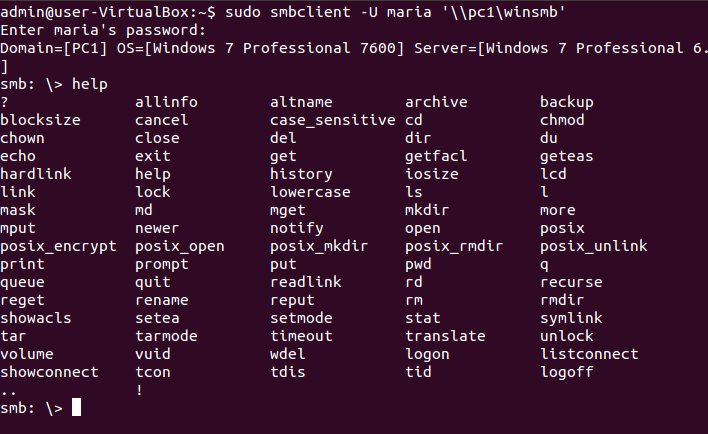 admin@user-VirtualBox:~$ sudo smbclient -U maria '\\pc1\winsmb'
Enter maria's password:
Domain=[PC1] OS=[Windows 7 Professional 7600] Server=[Windows 7 Professional 6.
]
smb: \> help
? allinfo altname archive backup
blocksize cancel case_sensitive cd chmod
chown close del dir du
echo exit get getfacl geteas
hardlink help history iosize lcd
link lock lowercase ls l
mask md mget mkdir more
mput newer notify open posix
posix_encrypt posix_open posix_mkdir posix_rmdir posix_unlink
print prompt put pwd q
queue quit readlink rd recurse
reget rename reput rm rmdir
showacls setea setmode stat symlink
tar tarmode timeout translate unlock
volume vuid wdel logon listconnect
showconnect tcon tdis tid logoff
.. !
smb: \>